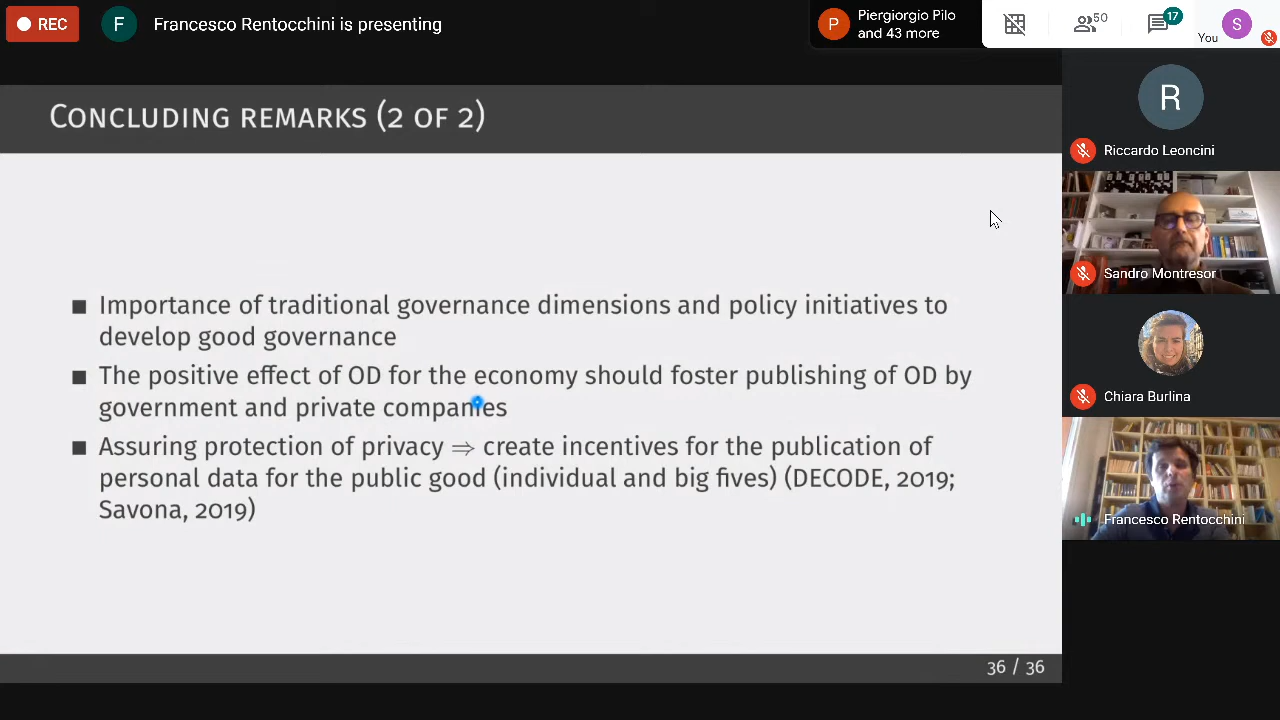 REC
F
Francesco Rentocchini is presenting
P
Piergiorgio Pilo
and 43 more
50
17
You
S
CONCLUDING REMARKS (2 OF 2)
■ Importance of traditional governance dimensions and policy initiatives to
develop good governance
■ The positive effect of OD for the economy should foster publishing of OD by
government and private companies
■ Assuring protection of privacy ⇒ create incentives for the publication of
personal data for the public good (individual and big fives) (DECODE, 2019;
Savona, 2019)
36 / 36
R
Riccardo Leoncini
Sandro Montresor
Chiara Burlina
Francesco Rentocchini